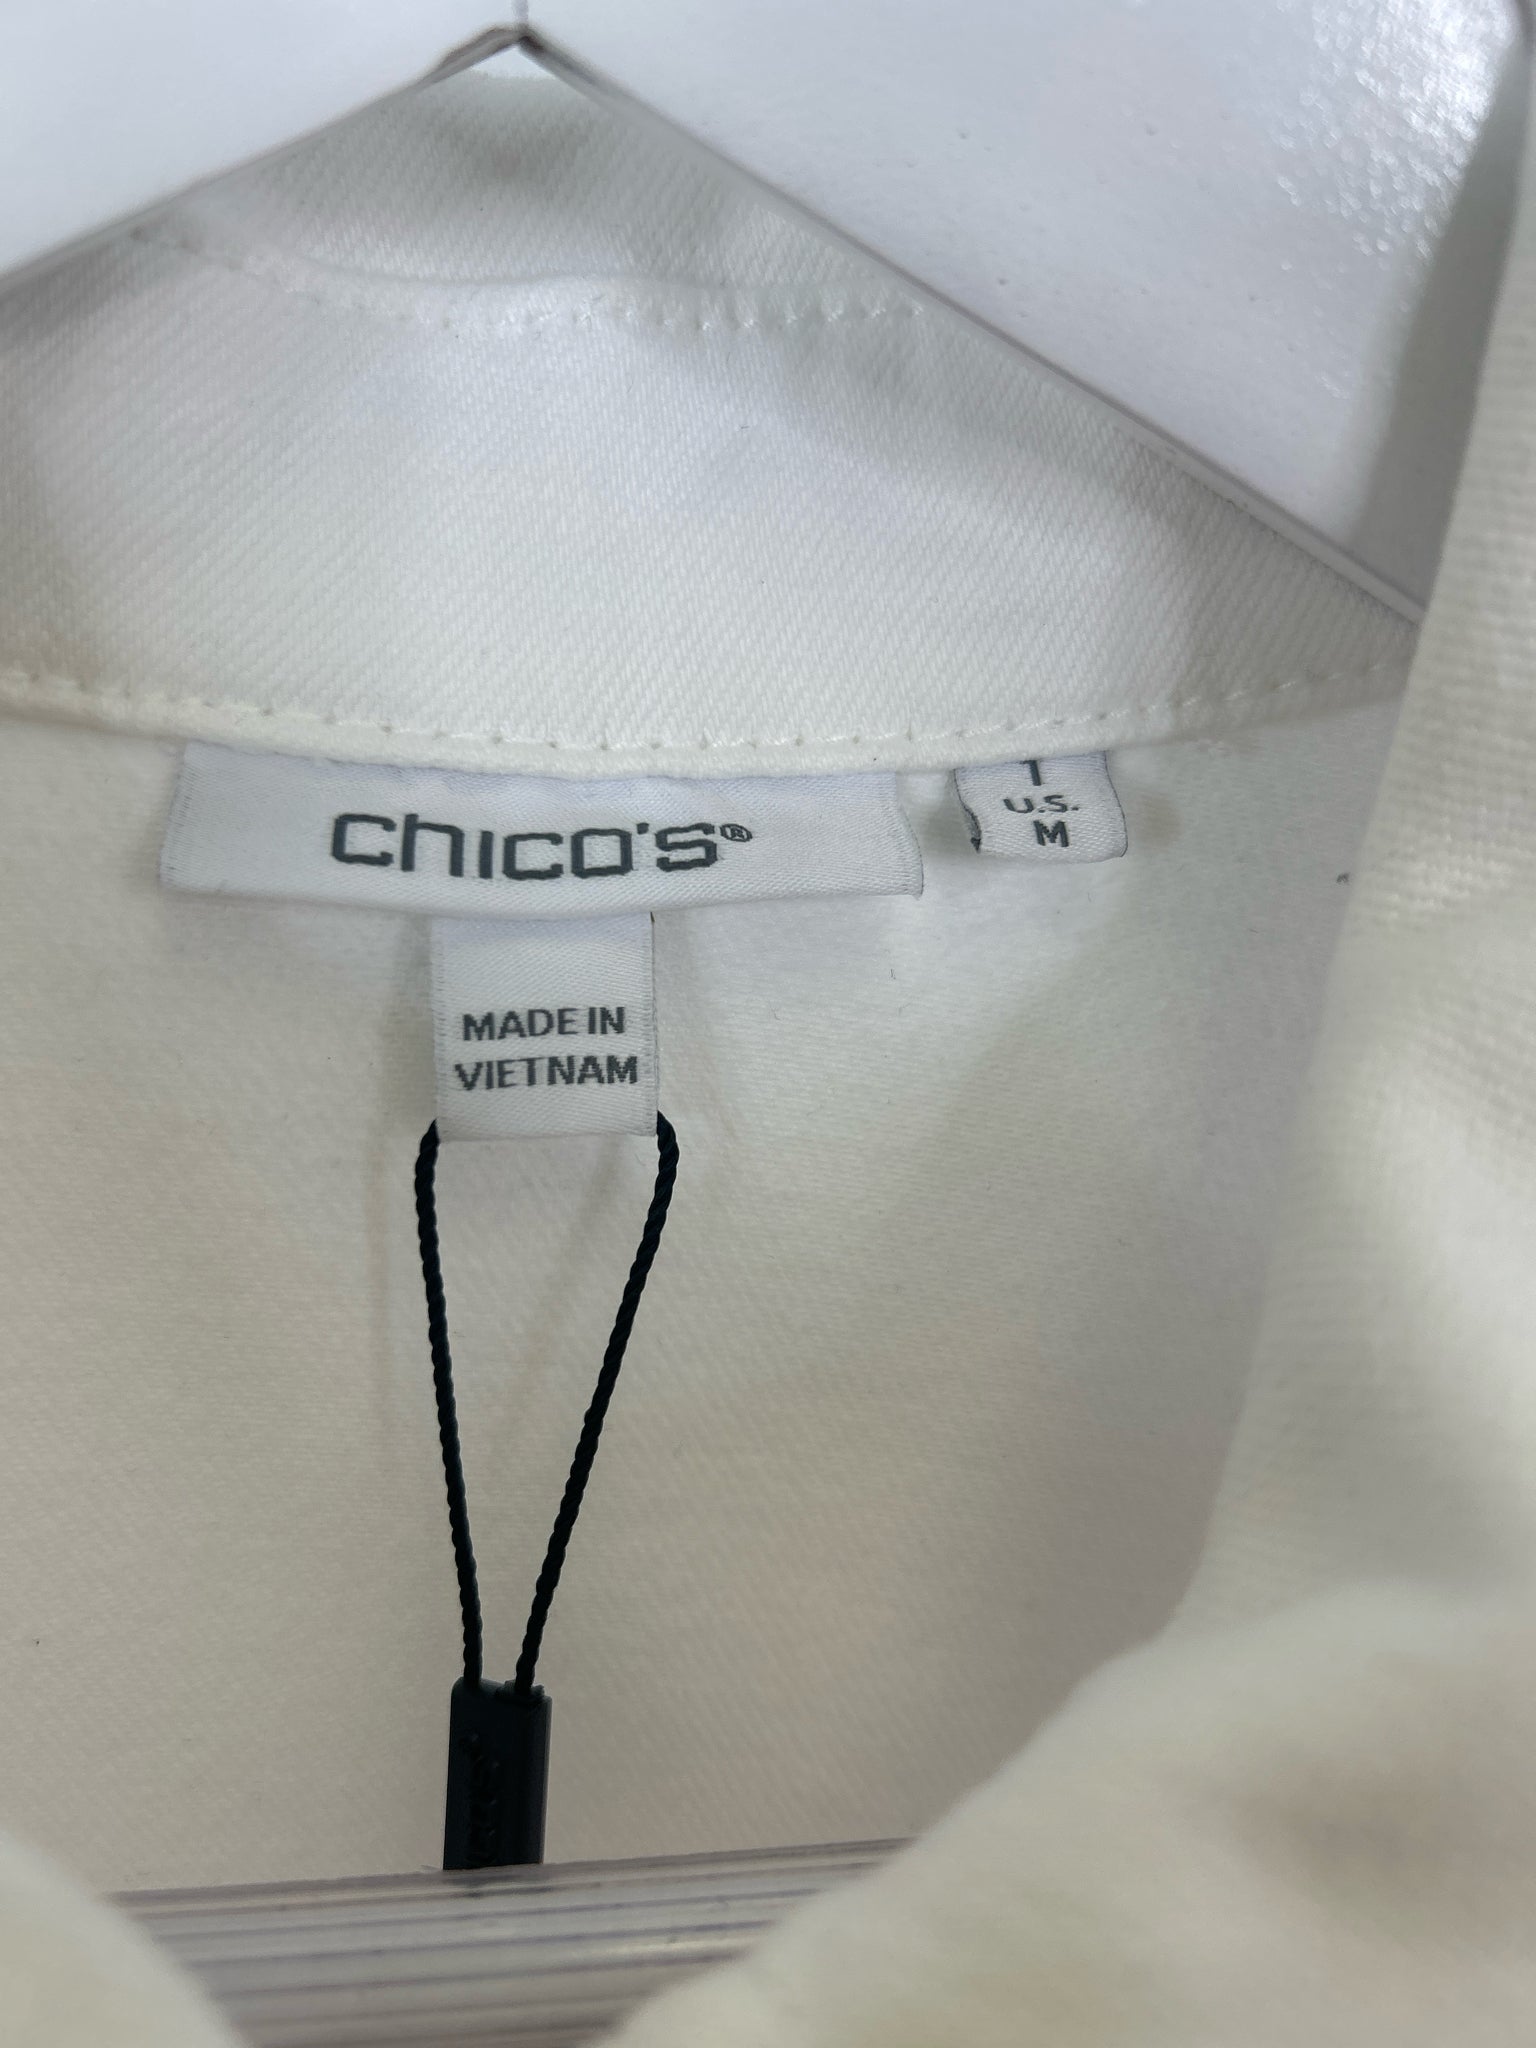 chico's®
1
U.S.
M
MADE IN
VIETNAM